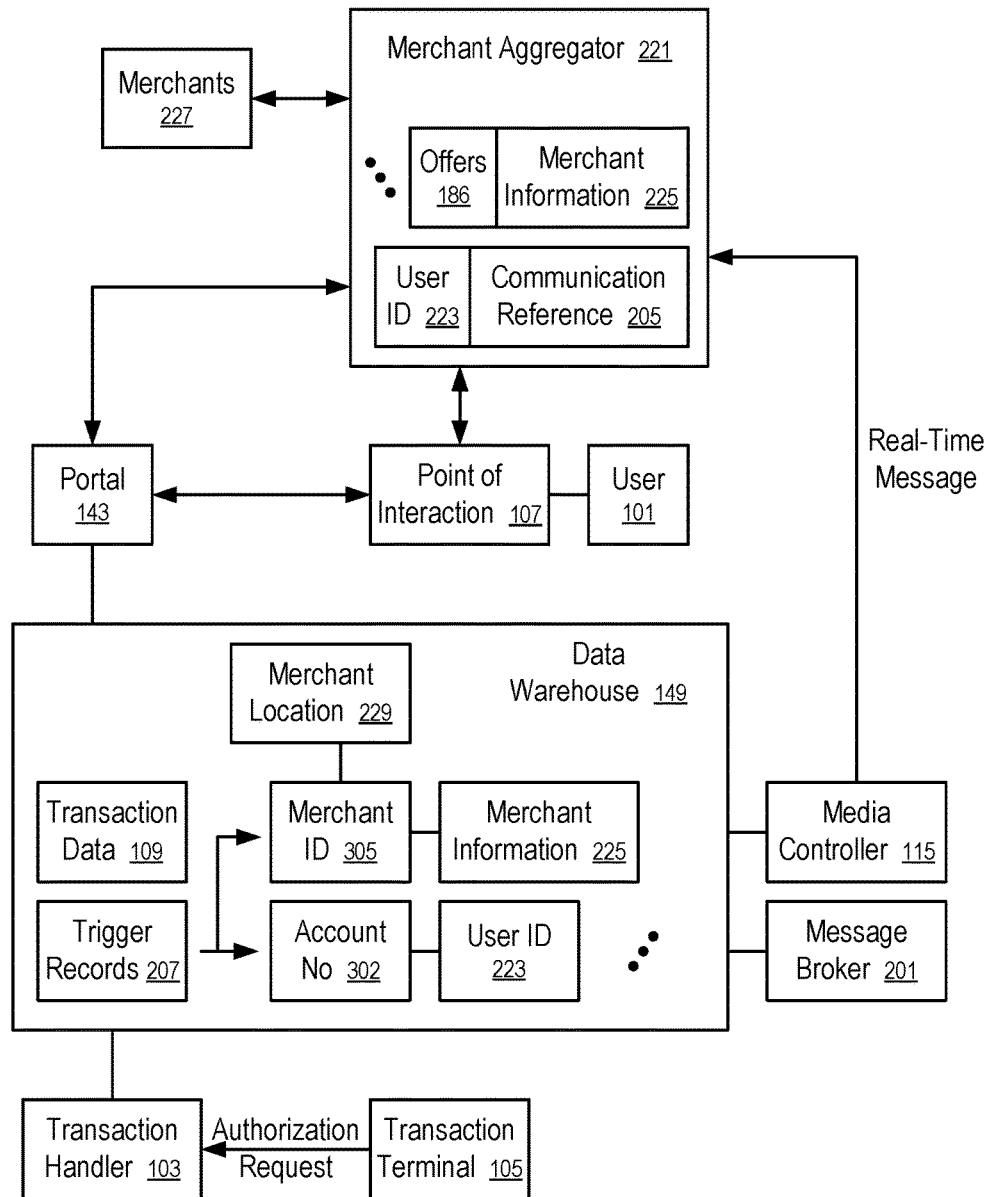 Merchant Aggregator 221
Merchants
227
Offers
186
Merchant
Information 225
User
ID 223
Communication
Reference 205
Real-Time
Message
Portal
143
Point of
Interaction 107
User
101
Data
Warehouse 149
Merchant
Location 229
Transaction
Data 109
Merchant
ID 305
Merchant
Information 225
Media
Controller 115
Trigger
Records 207
Account
No 302
User ID
223
Message
Broker 201
Transaction
Handler 103
Authorization
Request
Transaction
Terminal 105